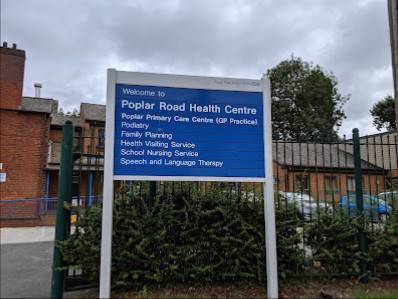 Welcome to
Poplar Road Health Centre
Poplar Primary Care Centre (GP Practice)
Podiatry
Family Planning
Health Visiting Service
School Nursing Service
Speech and Language Therapy